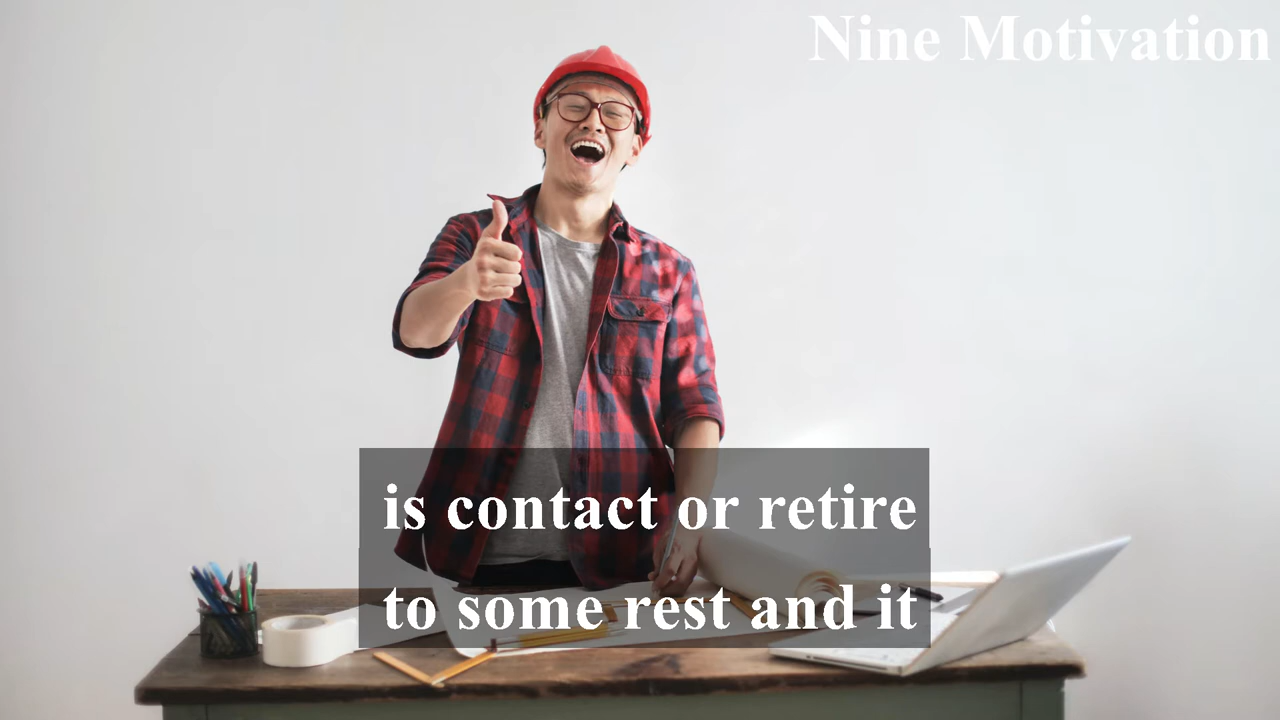 Nine Motivation
is contact or retire
to some rest and it